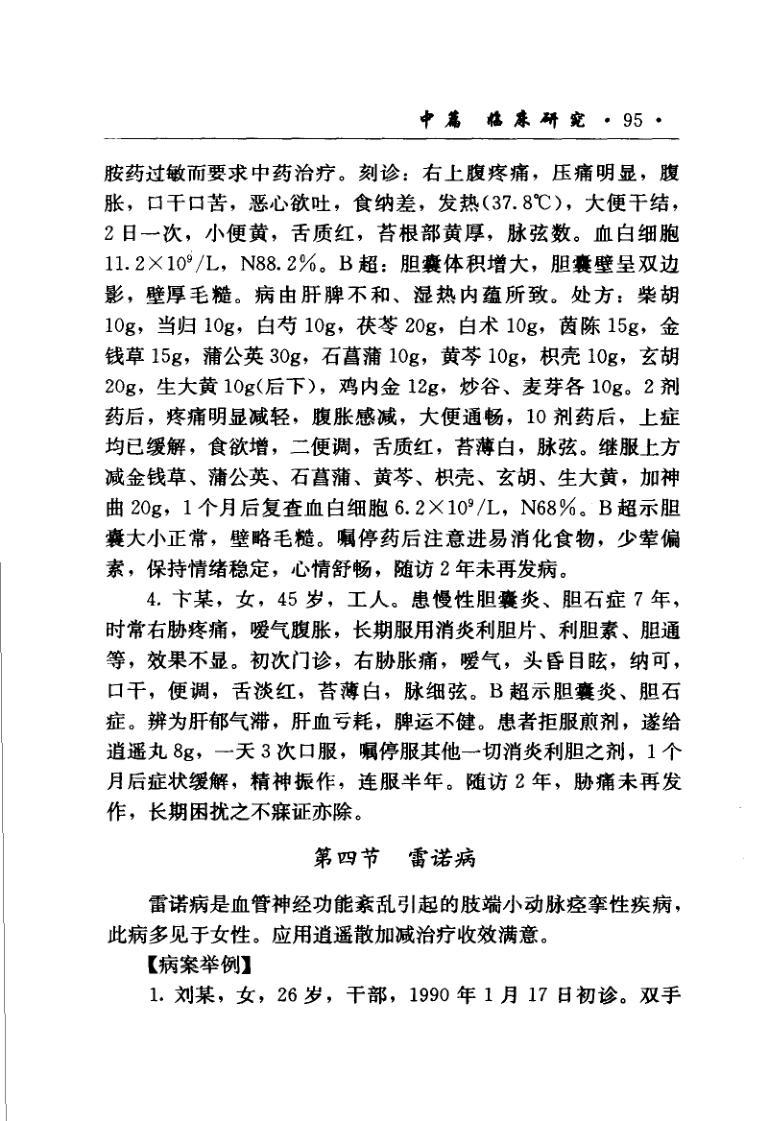 中篇 临床研究 · 95 ·
胺药过敏而要求中药治疗。刻诊：右上腹疼痛，压痛明显，腹
胀，口干口苦，恶心欲吐，食纳差，发热(37.8℃)，大便干结，
2日一次，小便黄，舌质红，苔根部黄厚，脉弦数。血白细胞
11.2×10⁹/L，N88.2%。B超：胆囊体积增大，胆囊壁呈双边
影，壁厚毛糙。病由肝脾不和、湿热内蕴所致。处方：柴胡
10g，当归10g，白芍10g，茯苓20g，白术10g，茵陈15g，金
钱草15g，蒲公英30g，石菖蒲10g，黄芩10g，枳壳10g，玄胡
20g，生大黄10g(后下)，鸡内金12g，炒谷、麦芽各10g。2剂
药后，疼痛明显减轻，腹胀感减，大便通畅，10剂药后，上症
均已缓解，食欲增，二便调，舌质红，苔薄白，脉弦。继服上方
减金钱草、蒲公英、石菖蒲、黄芩、枳壳、玄胡、生大黄，加神
曲20g，1个月后复查血白细胞6.2×10⁹/L，N68%。B超示胆
囊大小正常，壁略毛糙。嘱停药后注意进易消化食物，少荤偏
素，保持情绪稳定，心情舒畅，随访2年未再发病。
4. 卞某，女，45岁，工人。患慢性胆囊炎、胆石症7年，
时常右胁疼痛，嗳气腹胀，长期服用消炎利胆片、利胆素、胆通
等，效果不显。初次门诊，右胁胀痛，嗳气，头昏目眩，纳可，
口干，便调，舌淡红，苔薄白，脉细弦。B超示胆囊炎、胆石
症。辨为肝郁气滞，肝血亏耗，脾运不健。患者拒服煎剂，遂给
逍遥丸8g，一天3次口服，嘱停服其他一切消炎利胆之剂，1个
月后症状缓解，精神振作，连服半年。随访2年，胁痛未再发
作，长期困扰之不寐证亦除。
第四节 雷诺病
雷诺病是血管神经功能紊乱引起的肢端小动脉痉挛性疾病，
此病多见于女性。应用逍遥散加减治疗收效满意。
【病案举例】
1. 刘某，女，26岁，干部，1990年1月17日初诊。双手